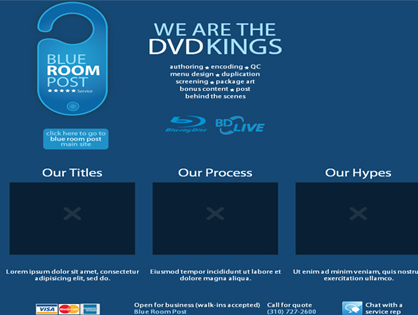 BLUE
ROOM
POST
★★★★★ Service
click here to go to
blue room post
main site
WE ARE THE
DVDKINGS
authoring ★ encoding ★ QC
menu design ★ duplication
screening ★ package art
bonus content ★ post
behind the scenes
Blu-ray Disc
BD LIVE
Our Titles
Our Process
Our Hypes
Lorem ipsum dolor sit amet, consectetur
adipisicing elit, sed do.
Eiusmod tempor incididunt ut labore et
dolore magna aliqua.
Ut enim ad minim veniam, quis nostru
exercitation ullamco.
VISA
Open for business (walk-ins accepted)
Blue Room Post
Call for quote
(310) 727-2600
Chat with a
service rep